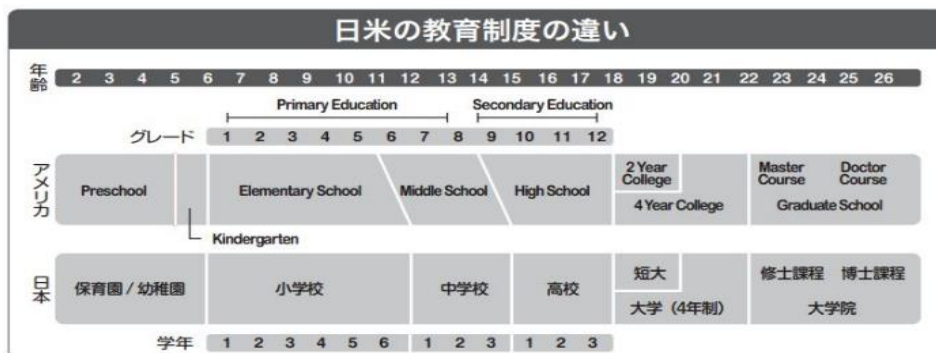 日米の教育制度の違い
年齢 2 3 4 5 6 7 8 9 10 11 12 13 14 15 16 17 18 19 20 21 22 23 24 25 26
Primary Education Secondary Education
グレード 1 2 3 4 5 6 7 8 9 10 11 12
アメリカ
Preschool
Kindergarten
Elementary School
Middle School
High School
2 Year
College
4 Year College
Master
Course
Doctor
Course
Graduate School
日本
保育園 / 幼稚園
小学校
中学校
高校
短大
大学（4年制）
修士課程 博士課程
大学院
学年 1 2 3 4 5 6 1 2 3 1 2 3